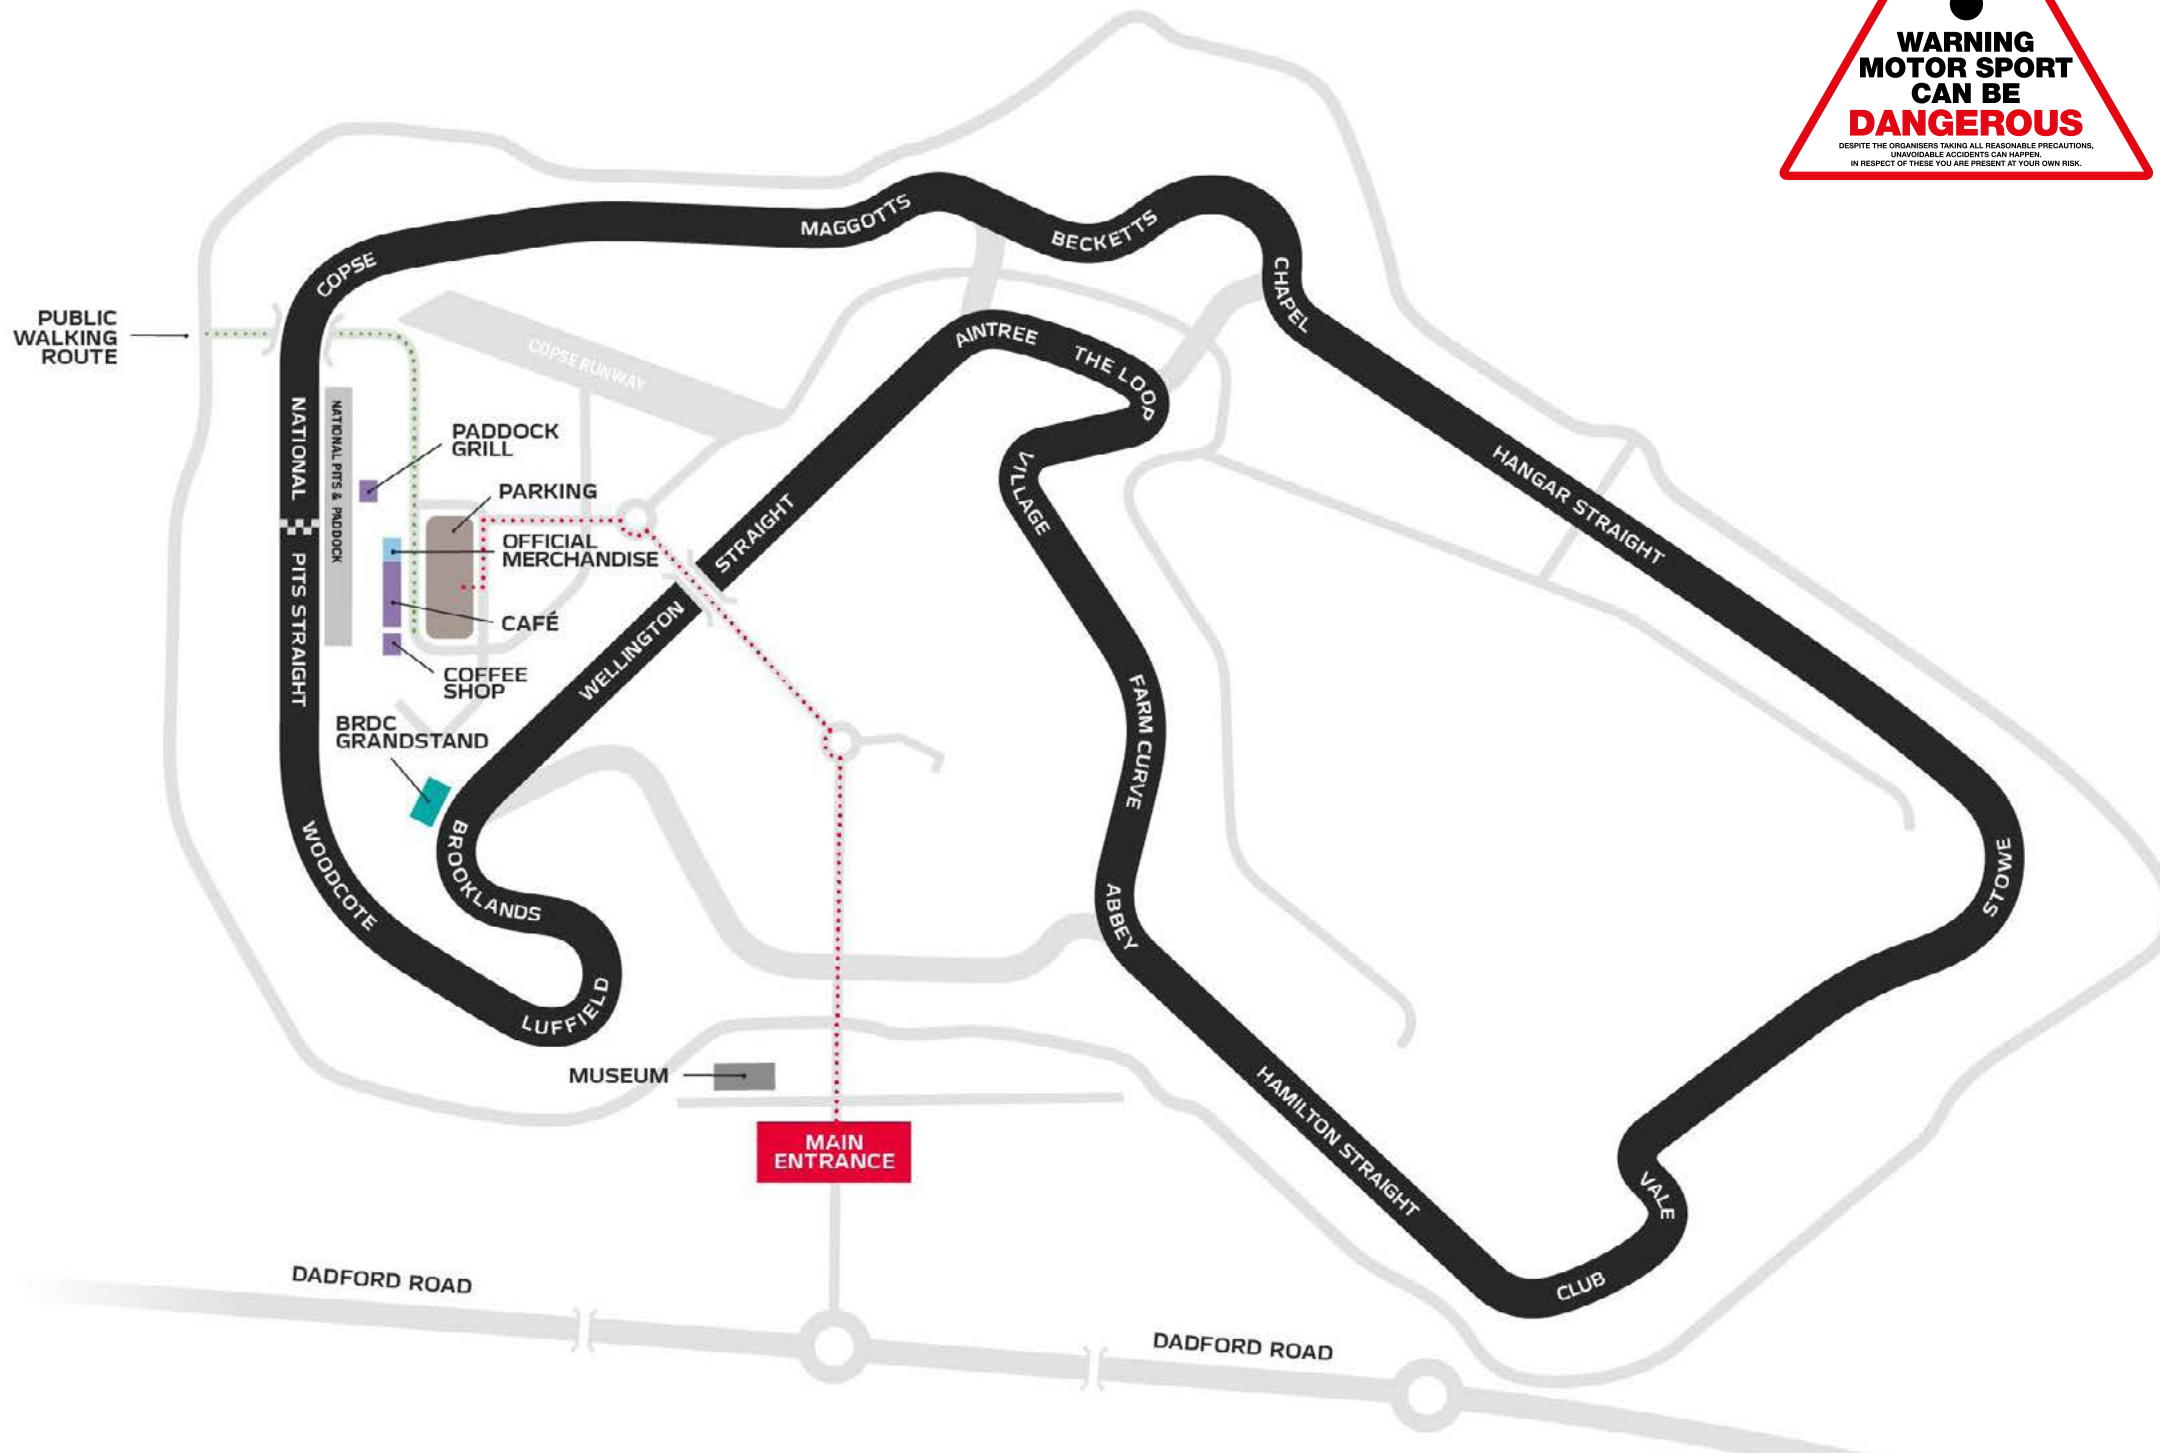 WARNING
MOTOR SPORT
CAN BE
DANGEROUS
DESPITE THE ORGANISERS TAKING ALL REASONABLE PRECAUTIONS,
UNAVOIDABLE ACCIDENTS CAN HAPPEN.
IN RESPECT OF THESE YOU ARE PRESENT AT YOUR OWN RISK.
MAGGOTTS
BECKETTS
COPSE
CHAPEL
PUBLIC
WALKING
ROUTE
COPSE RUNWAY
AINTREE
THE LOOP
NATIONAL
PITS STRAIGHT
NATIONAL PITS & PADDOCK
PADDOCK
GRILL
PARKING
OFFICIAL
MERCHANDISE
CAFÉ
COFFEE
SHOP
BRDC
GRANDSTAND
WELLINGTON
STRAIGHT
VILLAGE
HANGAR STRAIGHT
FARM CURVE
WOODCOTE
BROOKLANDS
ABBEY
STOWE
LUFFIELD
MUSEUM
HAMILTON STRAIGHT
MAIN
ENTRANCE
VALE
CLUB
DADFORD ROAD
DADFORD ROAD